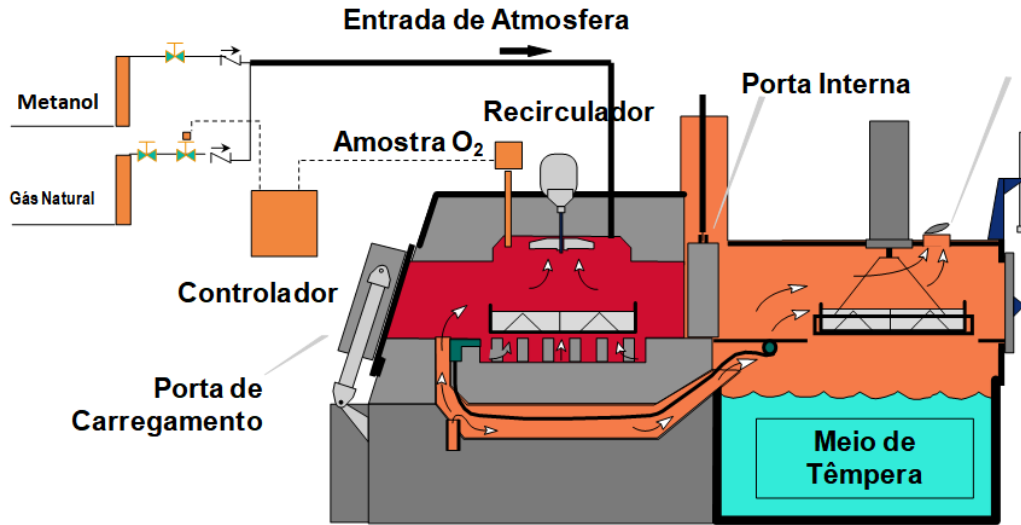 Entrada de Atmosfera
Metanol
Porta Interna
Recirculador
Amostra O₂
Gás Natural
Controlador
Porta de
Carregamento
Meio de
Têmpera